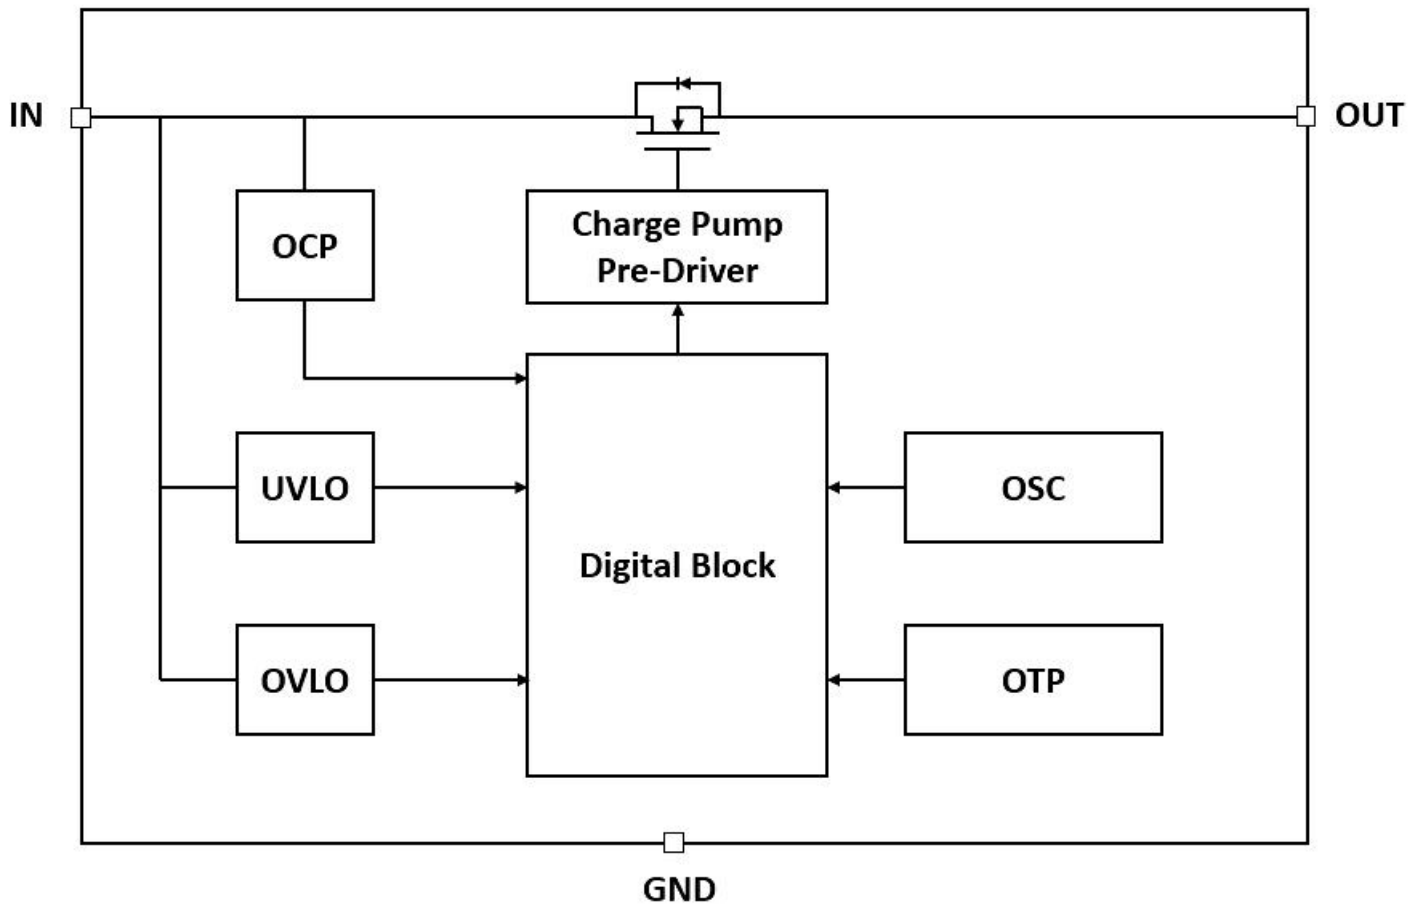 IN
OUT
OCP
Charge Pump
Pre-Driver
UVLO
OSC
Digital Block
OVLO
OTP
GND